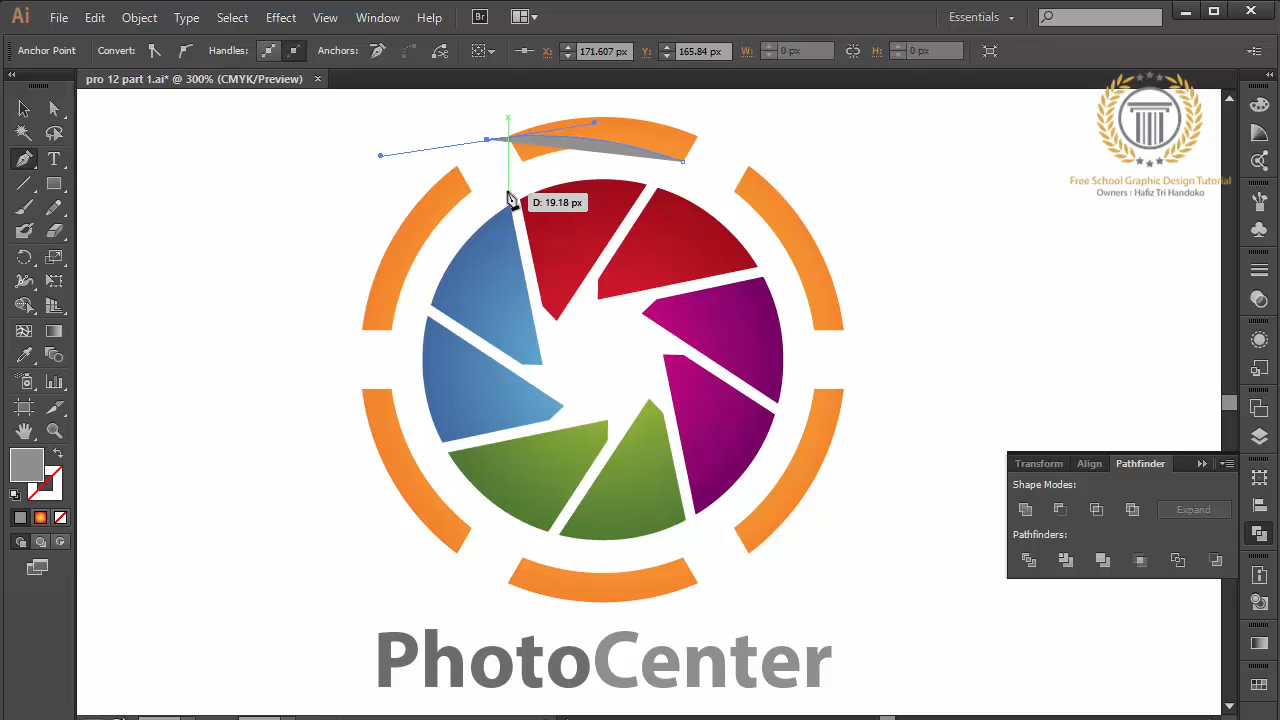 Ai File Edit Object Type Select Effect View Window Help Br Essentials
Anchor Point Convert: Handles: Anchors: X: 171.607 px Y: 165.84 px W: 0 px H: 0 px
pro 12 part 1.ai* @ 300% (CMYK/Preview)
Free School Graphic Design Tutorial
Owners : Hafiz Tri Handoko
D: 19.18 px
Transform Align Pathfinder
Shape Modes:
Expand
Pathfinders:
PhotoCenter